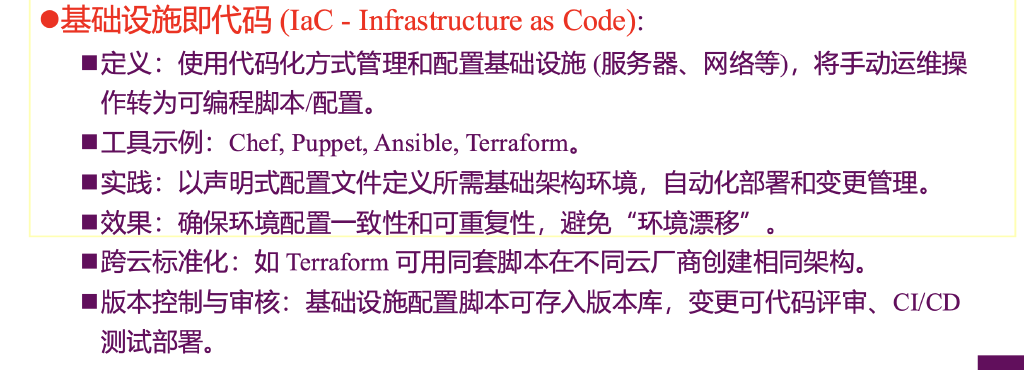 ●基础设施即代码 (IaC - Infrastructure as Code):
■定义：使用代码化方式管理和配置基础设施 (服务器、网络等)，将手动运维操
作转为可编程脚本/配置。
■工具示例：Chef, Puppet, Ansible, Terraform。
■实践：以声明式配置文件定义所需基础架构环境，自动化部署和变更管理。
■效果：确保环境配置一致性和可重复性，避免“环境漂移”。
■跨云标准化：如 Terraform 可用同套脚本在不同云厂商创建相同架构。
■版本控制与审核：基础设施配置脚本可存入版本库，变更可代码评审、CI/CD
测试部署。